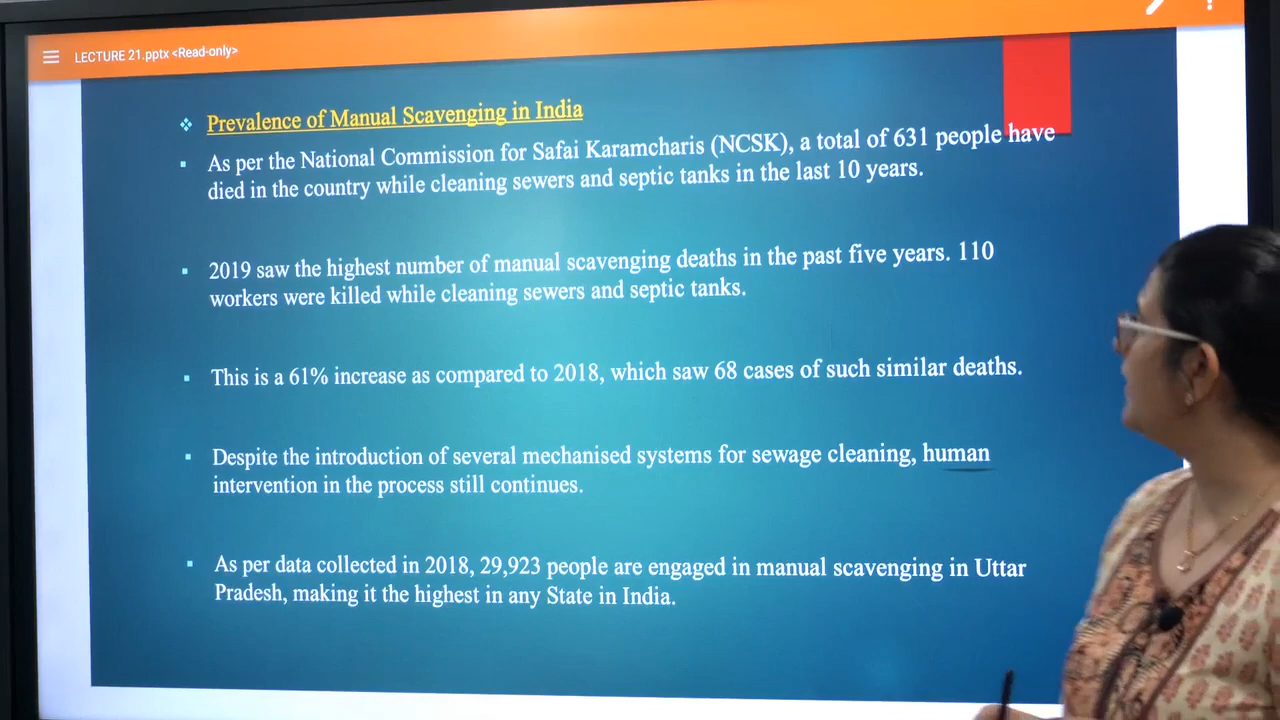 LECTURE 21.pptx <Read-only>
Prevalence of Manual Scavenging in India
As per the National Commission for Safai Karamcharis (NCSK), a total of 631 people have
died in the country while cleaning sewers and septic tanks in the last 10 years.
2019 saw the highest number of manual scavenging deaths in the past five years. 110
workers were killed while cleaning sewers and septic tanks.
This is a 61% increase as compared to 2018, which saw 68 cases of such similar deaths.
Despite the introduction of several mechanised systems for sewage cleaning, human
intervention in the process still continues.
As per data collected in 2018, 29,923 people are engaged in manual scavenging in Uttar
Pradesh, making it the highest in any State in India.